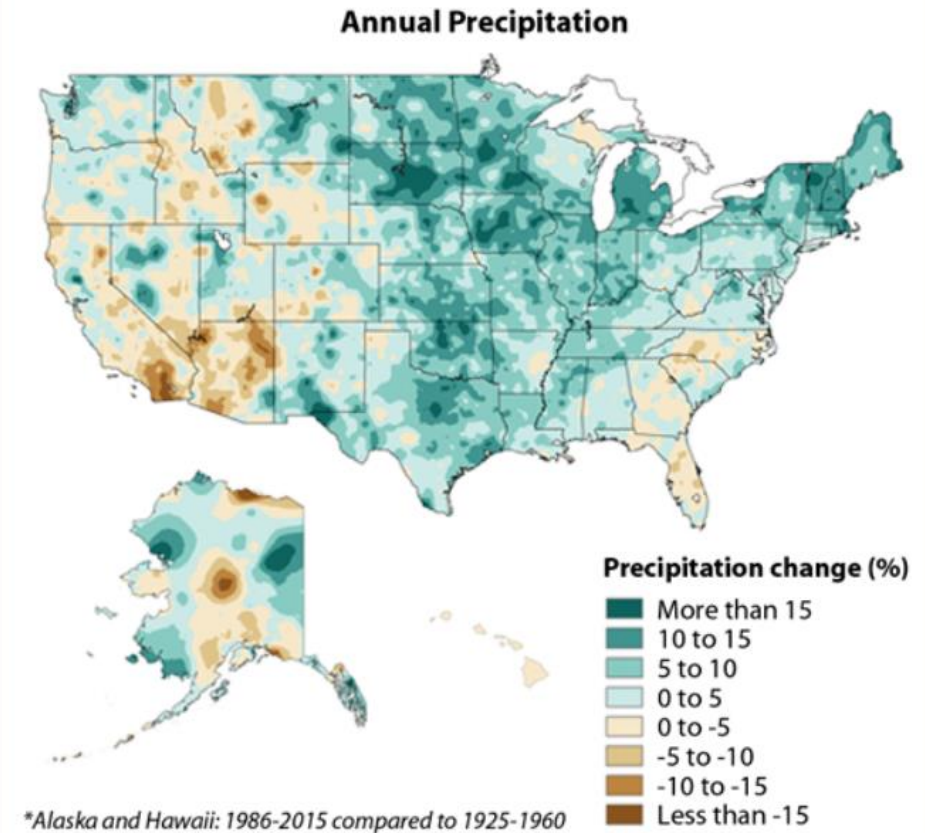 Annual Precipitation
Precipitation change (%)
More than 15
10 to 15
5 to 10
0 to 5
0 to -5
-5 to -10
-10 to -15
Less than -15
*Alaska and Hawaii: 1986-2015 compared to 1925-1960